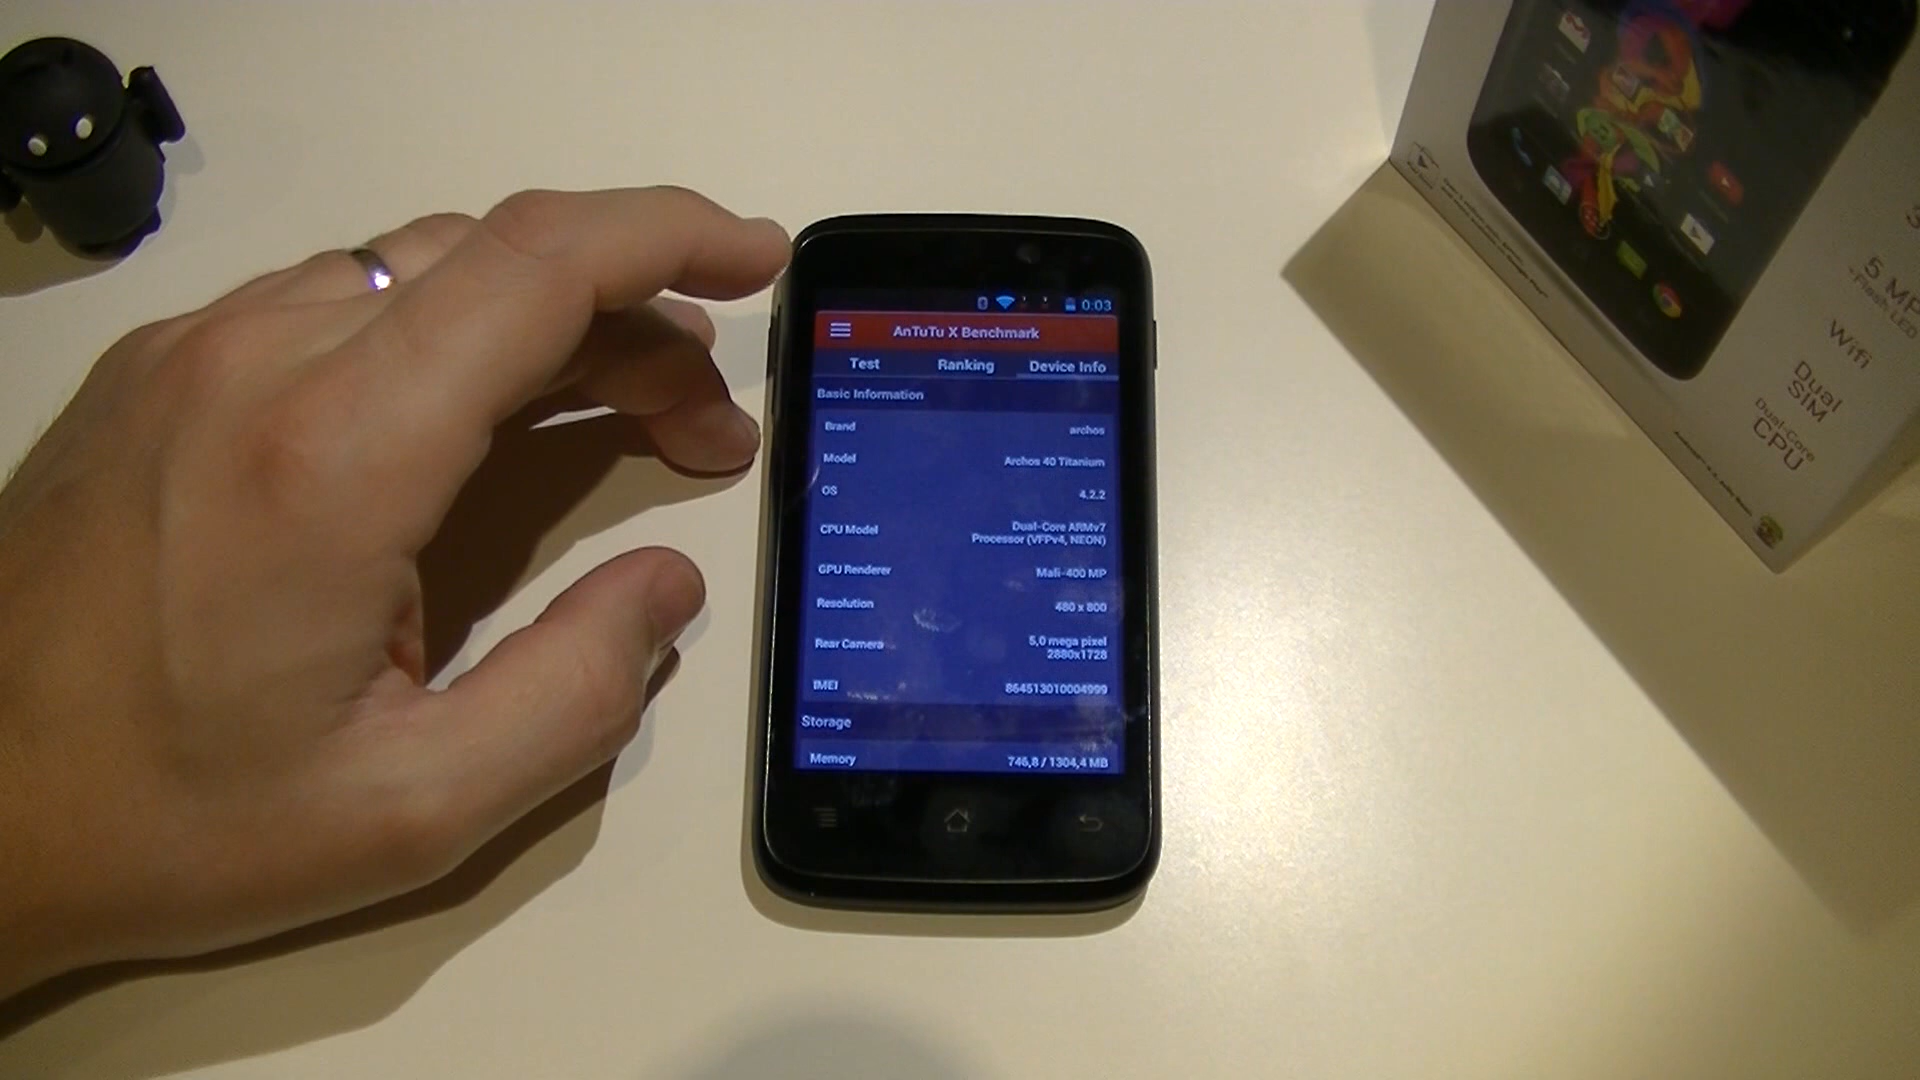 0:03
AnTuTu X Benchmark
Test Ranking Device Info
Basic Information
Brand archos
Model Archos 40 Titanium
OS 4.2.2
CPU Model Dual-Core ARMv7
Processor (VFPv4, NEON)
GPU Renderer Mali-400 MP
Resolution 480 x 800
Rear Camera 5,0 mega pixel
2880x1728
IMEI 864513010004999
Storage
Memory 746,8 / 1304,4 MB
5 MP
+Flash LED
Wifi
Dual
SIM
Dual-Core
CPU